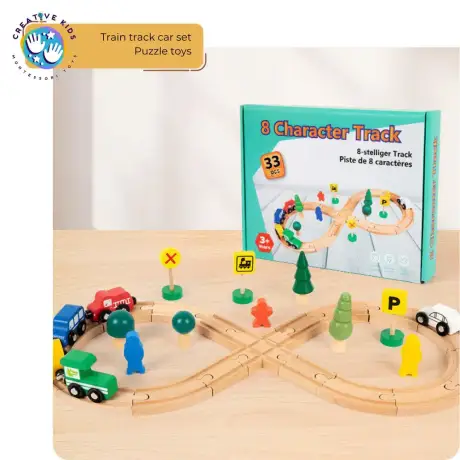 CREATIVE KIDS
MONTESSORI TOYS
Train track car set
Puzzle toys
8 Character Track
33
PCS
8-stelliger Track
Piste de 8 caractères
3+
P
X
P